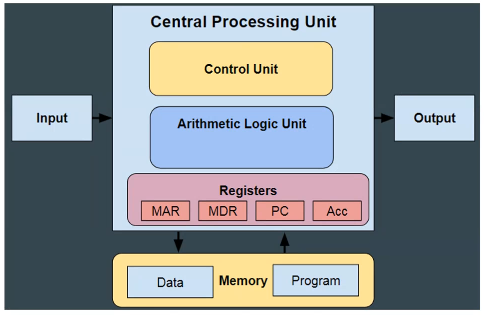 Central Processing Unit
Control Unit
Input
Arithmetic Logic Unit
Output
Registers
MAR MDR PC Acc
Data Memory Program